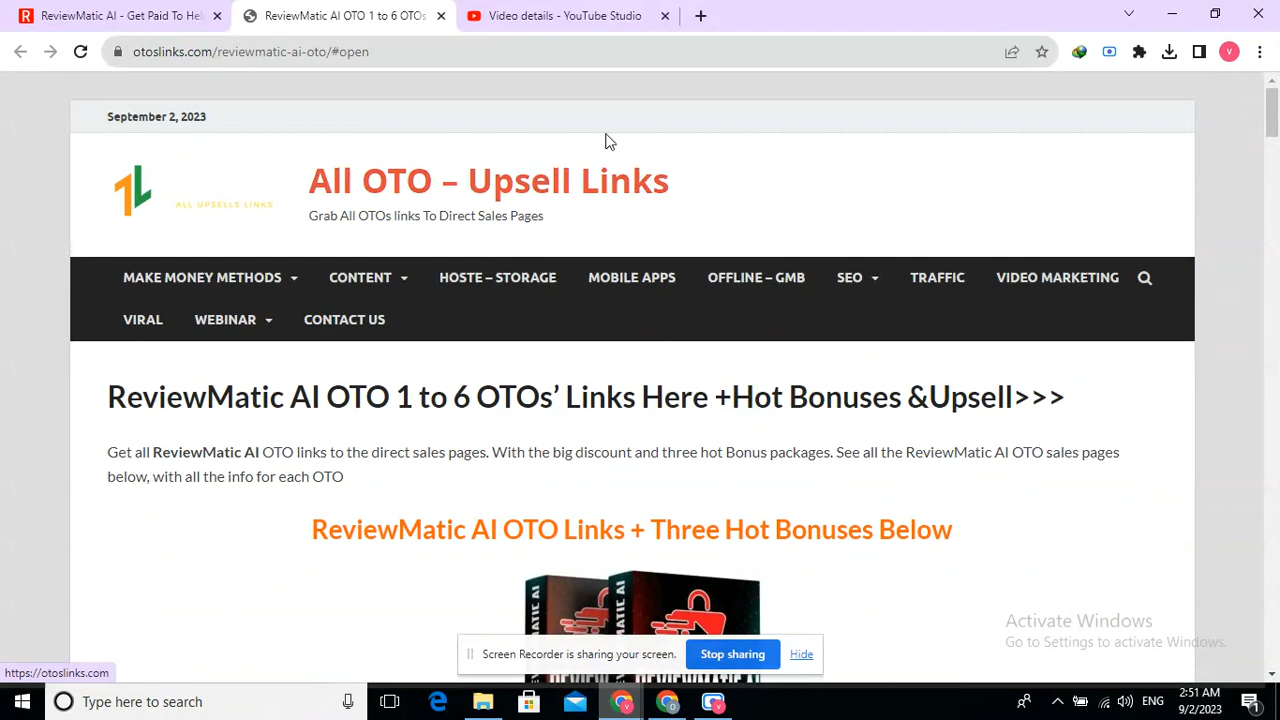 ReviewMatic AI - Get Paid To Hel
ReviewMatic AI OTO 1 to 6 OTOs
Video details - YouTube Studio
otoslinks.com/reviewmatic-ai-oto/#open
V
September 2, 2023
All OTO – Upsell Links
ALL UPSELLS LINKS
Grab All OTOs links To Direct Sales Pages
MAKE MONEY METHODS CONTENT HOSTE – STORAGE MOBILE APPS OFFLINE – GMB SEO TRAFFIC VIDEO MARKETING
VIRAL WEBINAR CONTACT US
ReviewMatic AI OTO 1 to 6 OTOs’ Links Here +Hot Bonuses &Upsell>>>
Get all ReviewMatic AI OTO links to the direct sales pages. With the big discount and three hot Bonus packages. See all the ReviewMatic AI OTO sales pages
below, with all the info for each OTO
ReviewMatic AI OTO Links + Three Hot Bonuses Below
Activate Windows
Go to Settings to activate Windows.
Screen Recorder is sharing your screen. Stop sharing Hide
https://otoslinks.com
Type here to search
ENG
2:51 AM
9/2/2023